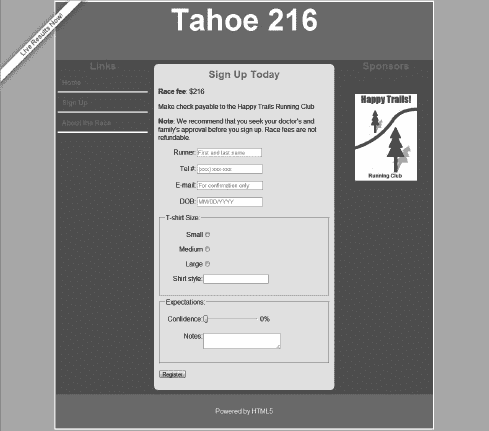 Live Results Now!
Tahoe 216
Links
Home
Sign Up
About the Race
Sign Up Today
Race fee: $216
Make check payable to the Happy Trails Running Club
Note: We recommend that you seek your doctor's and
family's approval before you sign up. Race fees are not
refundable.
Runner: First and last name
Tel #: (xxx) xxx-xxx
E-mail: For confirmation only
DOB: MM/DD/YYYY
T-shirt Size:
Small
Medium
Large
Shirt style:
Expectations:
Confidence: 0%
Notes:
Register
Sponsors
Happy Trails!
Running Club
Powered by HTML5